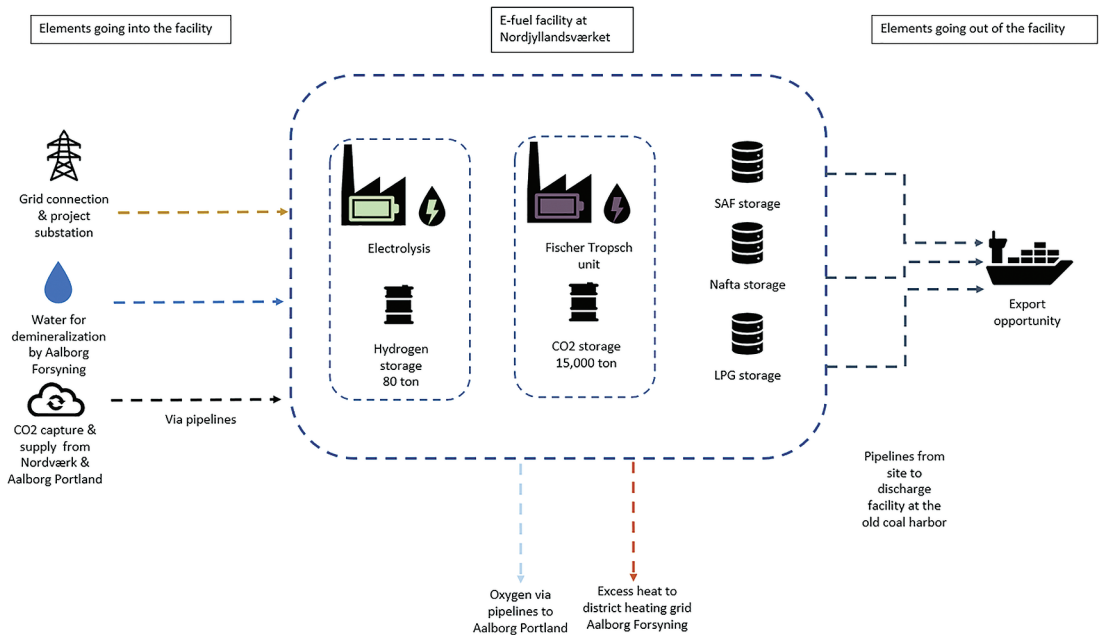 Elements going into the facility
E-fuel facility at
Nordjyllandsværket
Elements going out of the facility
Grid connection
& project
substation
Water for
demineralization
by Aalborg
Forsyning
CO2 capture &
supply from
Nordværk &
Aalborg Portland
Via pipelines
Electrolysis
Hydrogen
storage
80 ton
Fischer Tropsch
unit
CO2 storage
15,000 ton
SAF storage
Nafta storage
LPG storage
Export
opportunity
Pipelines from
site to
discharge
facility at the
old coal harbor
Oxygen via
pipelines to
Aalborg Portland
Excess heat to
district heating grid
Aalborg Forsyning